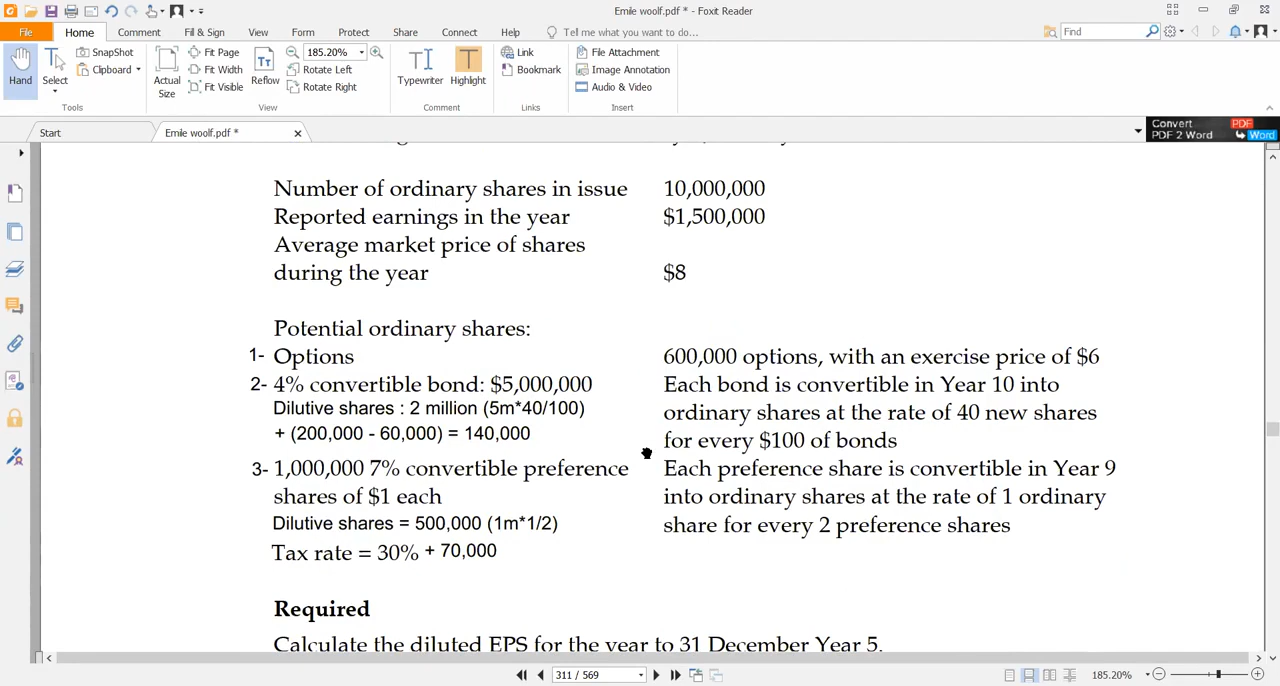 Emile woolf.pdf * - Foxit Reader
File Home Comment Fill & Sign View Form Protect Share Connect Help Tell me what you want to do... Find
Hand
Select
SnapShot
Clipboard
Actual Size
Fit Page
Fit Width
Fit Visible
Reflow
185.20%
Rotate Left
Rotate Right
Typewriter
Highlight
Link
Bookmark
File Attachment
Image Annotation
Audio & Video
Tools View Comment Links Insert
Start Emile woolf.pdf *
Convert PDF
PDF 2 Word Word
Number of ordinary shares in issue 10,000,000
Reported earnings in the year $1,500,000
Average market price of shares
during the year $8
Potential ordinary shares:
1- Options 600,000 options, with an exercise price of $6
2- 4% convertible bond: $5,000,000 Each bond is convertible in Year 10 into
Dilutive shares : 2 million (5m*40/100) ordinary shares at the rate of 40 new shares
+ (200,000 - 60,000) = 140,000 for every $100 of bonds
3- 1,000,000 7% convertible preference Each preference share is convertible in Year 9
shares of $1 each into ordinary shares at the rate of 1 ordinary
Dilutive shares = 500,000 (1m*1/2) share for every 2 preference shares
Tax rate = 30% + 70,000
Required
Calculate the diluted EPS for the year to 31 December Year 5.
311 / 569 185.20%